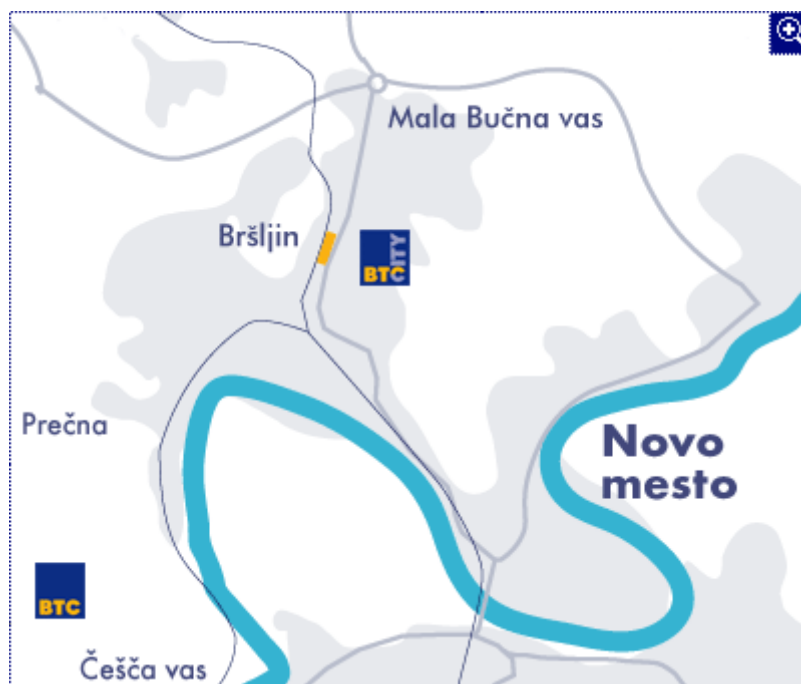 Mala Bučna vas
Bršljin
BTC
CITY
Prečna
Novo
mesto
BTC
Češča vas